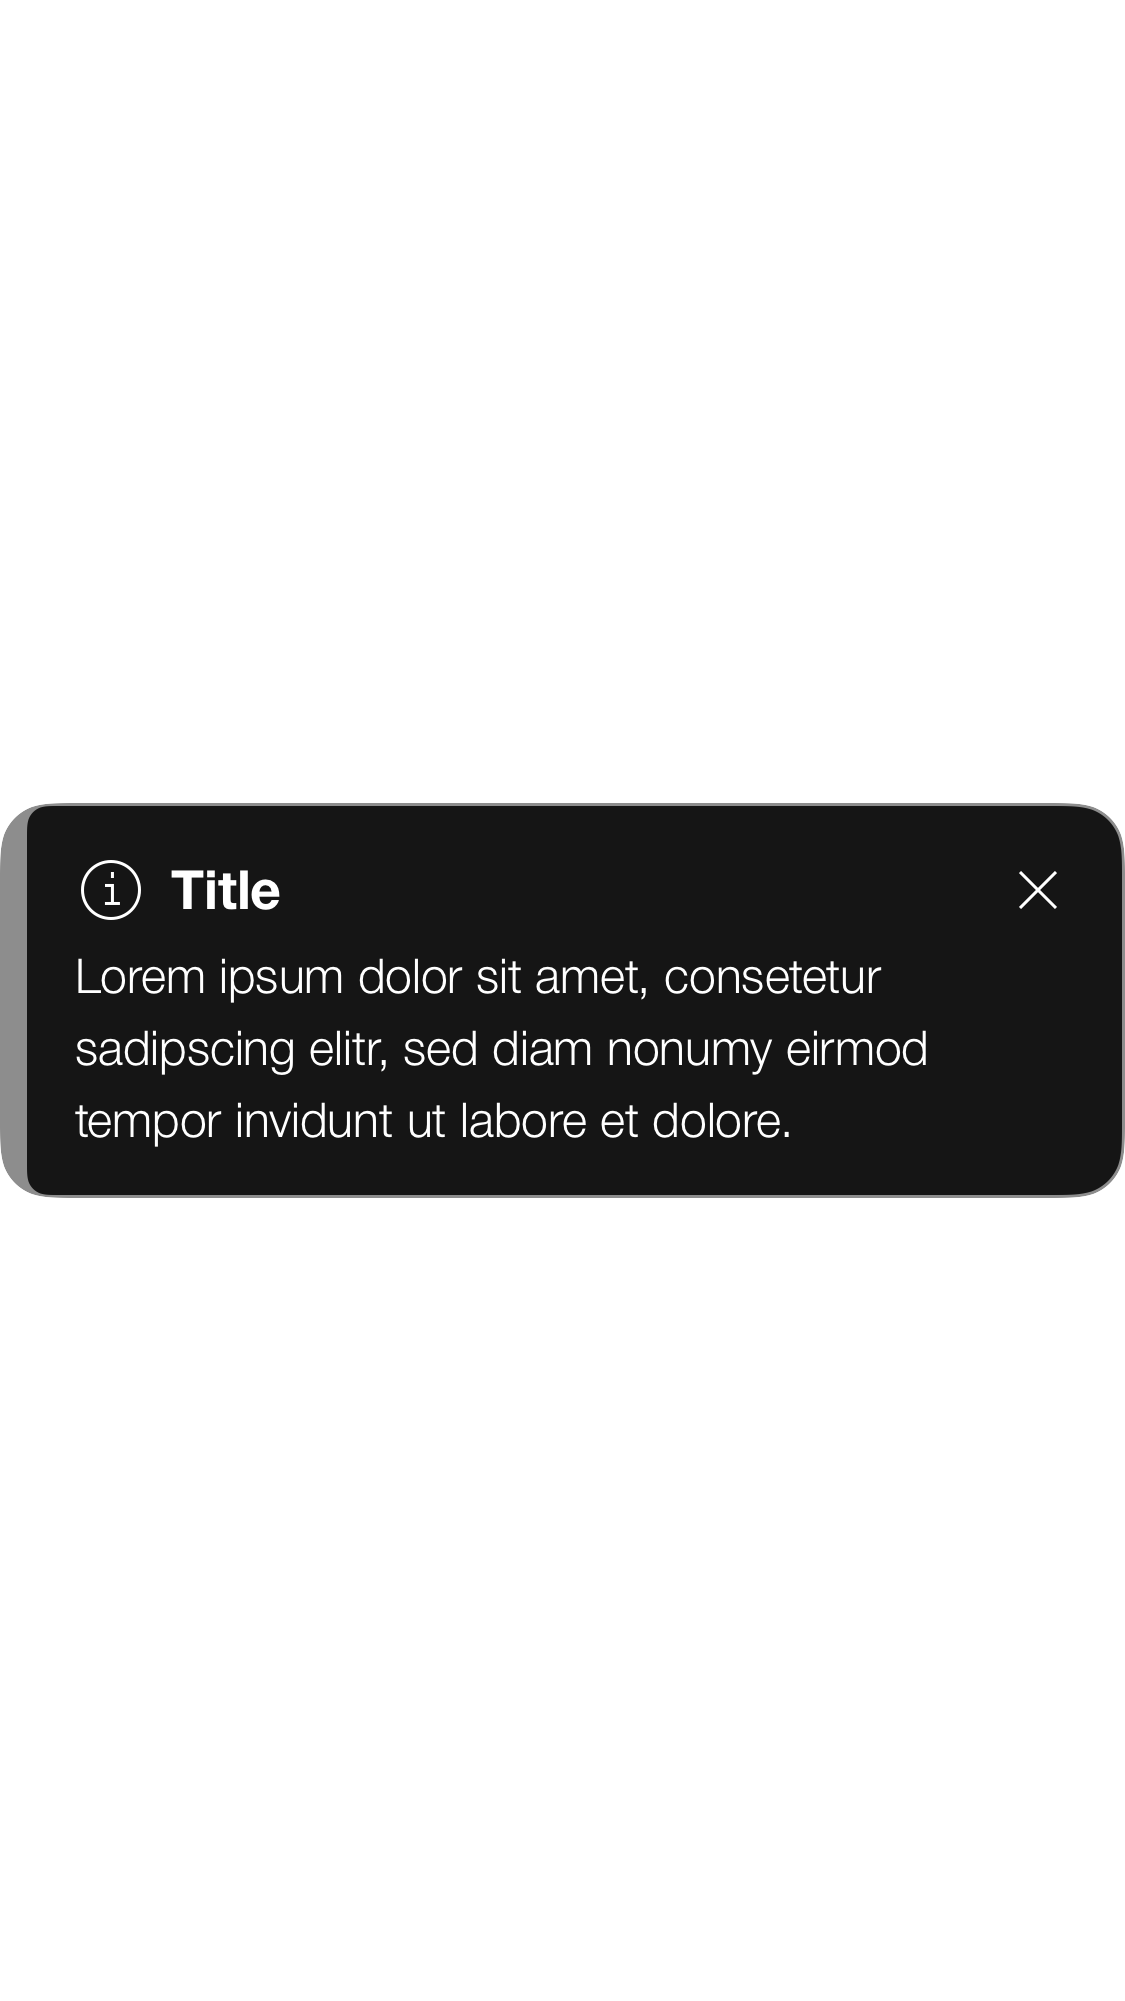 Title
Lorem ipsum dolor sit amet, consetetur
sadipscing elitr, sed diam nonumy eirmod
tempor invidunt ut labore et dolore.